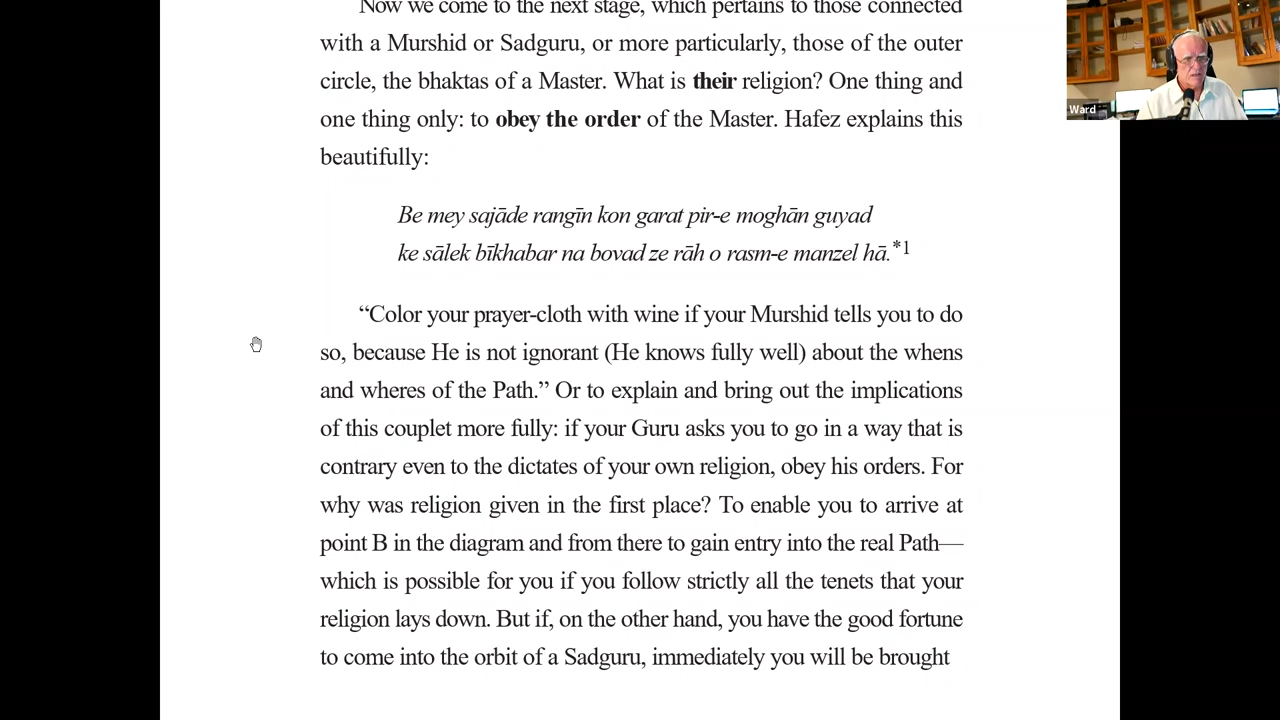 Now we come to the next stage, which pertains to those connected
with a Murshid or Sadguru, or more particularly, those of the outer
circle, the bhaktas of a Master. What is their religion? One thing and
one thing only: to obey the order of the Master. Hafez explains this
beautifully:
Be mey sajāde rangīn kon garat pir-e moghān guyad
ke sālek bīkhabar na bovad ze rāh o rasm-e manzel hā.*1
“Color your prayer-cloth with wine if your Murshid tells you to do
so, because He is not ignorant (He knows fully well) about the whens
and wheres of the Path.” Or to explain and bring out the implications
of this couplet more fully: if your Guru asks you to go in a way that is
contrary even to the dictates of your own religion, obey his orders. For
why was religion given in the first place? To enable you to arrive at
point B in the diagram and from there to gain entry into the real Path—
which is possible for you if you follow strictly all the tenets that your
religion lays down. But if, on the other hand, you have the good fortune
to come into the orbit of a Sadguru, immediately you will be brought
Ward